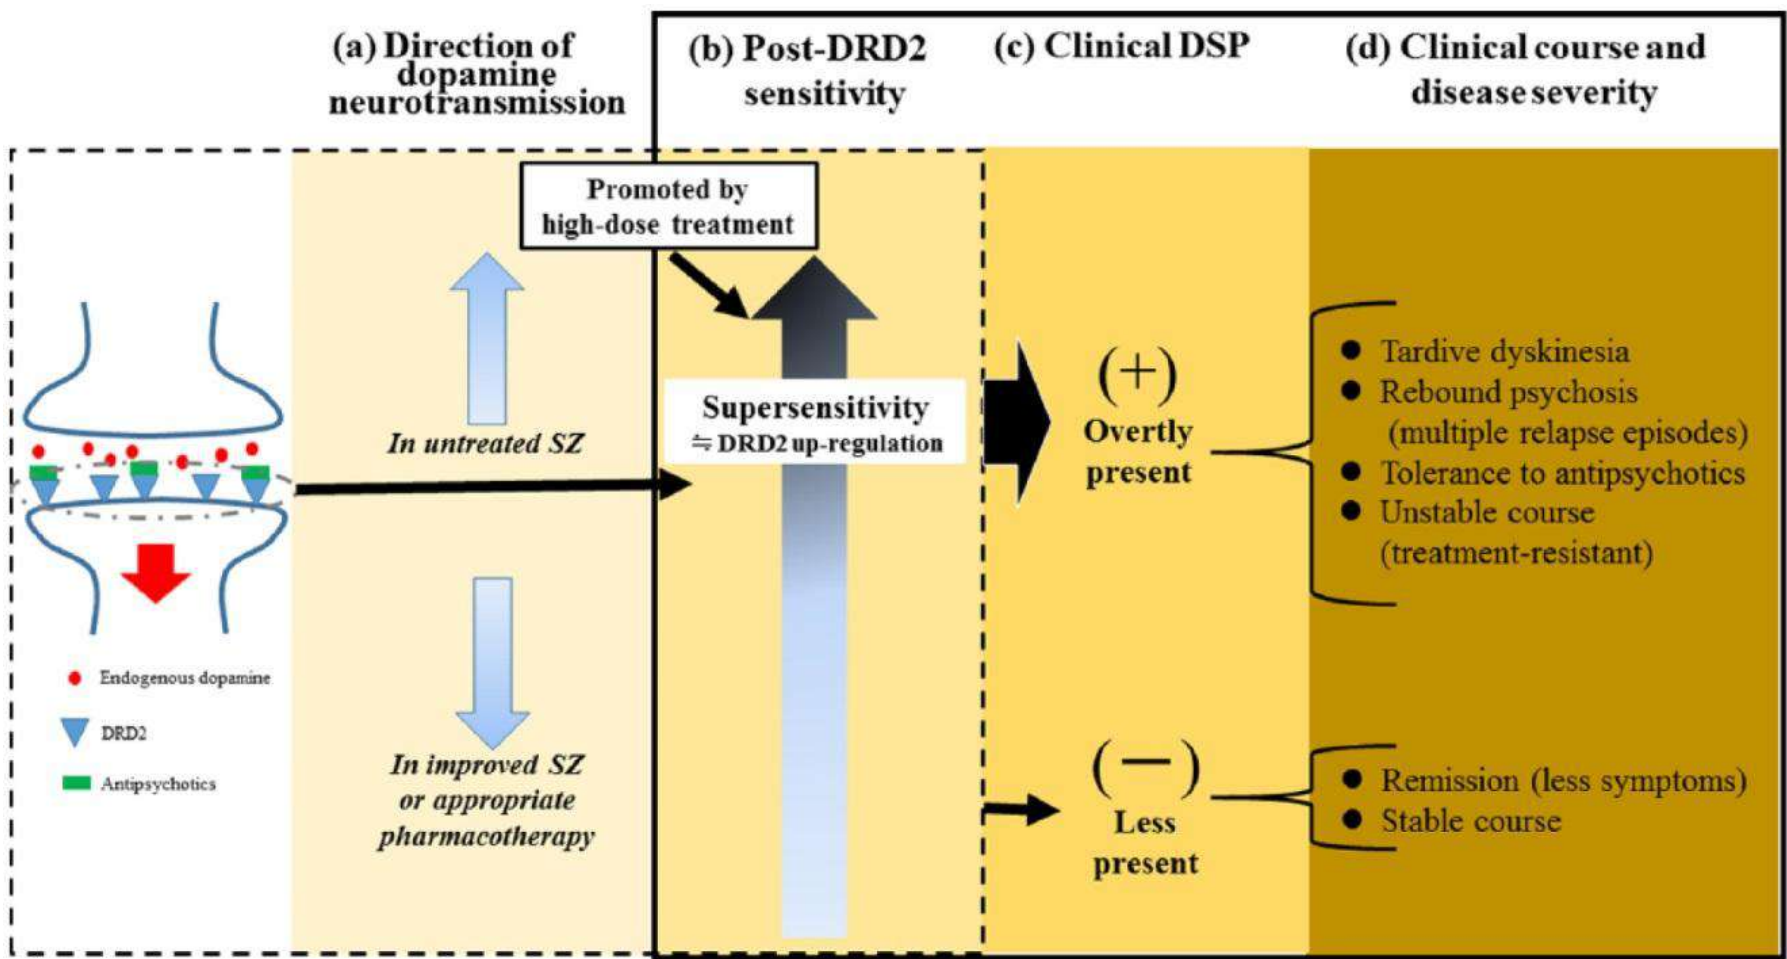 (a) Direction of
dopamine
neurotransmission
(b) Post-DRD2
sensitivity
(c) Clinical DSP
(d) Clinical course and
disease severity
Promoted by
high-dose treatment
In untreated SZ
Supersensitivity
≒ DRD2 up-regulation
In improved SZ
or appropriate
pharmacotherapy
Endogenous dopamine
DRD2
Antipsychotics
(+)
Overtly
present
(−)
Less
present
● Tardive dyskinesia
● Rebound psychosis
(multiple relapse episodes)
● Tolerance to antipsychotics
● Unstable course
(treatment-resistant)
● Remission (less symptoms)
● Stable course